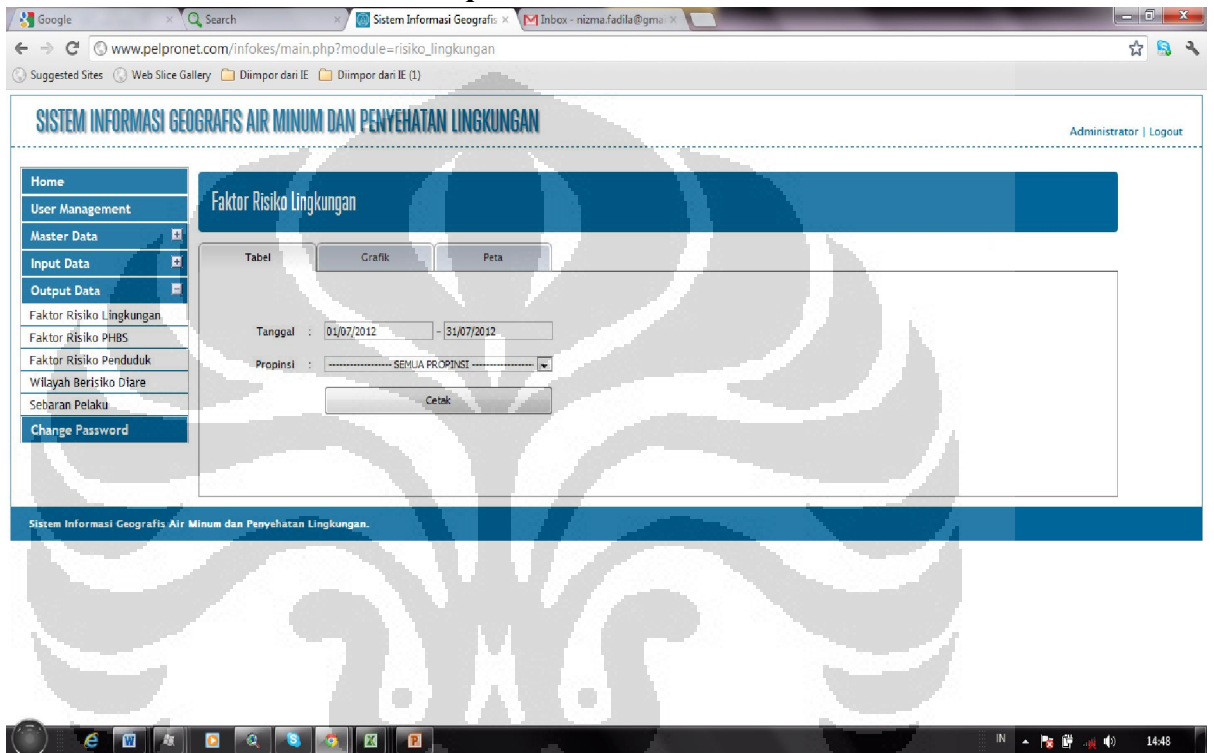 Google
Search
Sistem Informasi Geografis
Inbox - nizma.fadila@gmai
www.pelpronet.com/infokes/main.php?module=risiko_lingkungan
Suggested Sites Web Slice Gallery Diimpor dari IE Diimpor dari IE (1)
SISTEM INFORMASI GEOGRAFIS AIR MINUM DAN PENYEHATAN LINGKUNGAN
Administrator | Logout
Home
User Management
Master Data
Input Data
Output Data
Faktor Risiko Lingkungan
Faktor Risiko PHBS
Faktor Risiko Penduduk
Wilayah Berisiko Diare
Sebaran Pelaku
Change Password
Faktor Risiko Lingkungan
Tabel Grafik Peta
Tanggal : 01/07/2012 - 31/07/2012
Propinsi : ------------------ SEMUA PROPINSI ------------------
Cetak
Sistem Informasi Geografis Air Minum dan Penyehatan Lingkungan.
IN 14:48